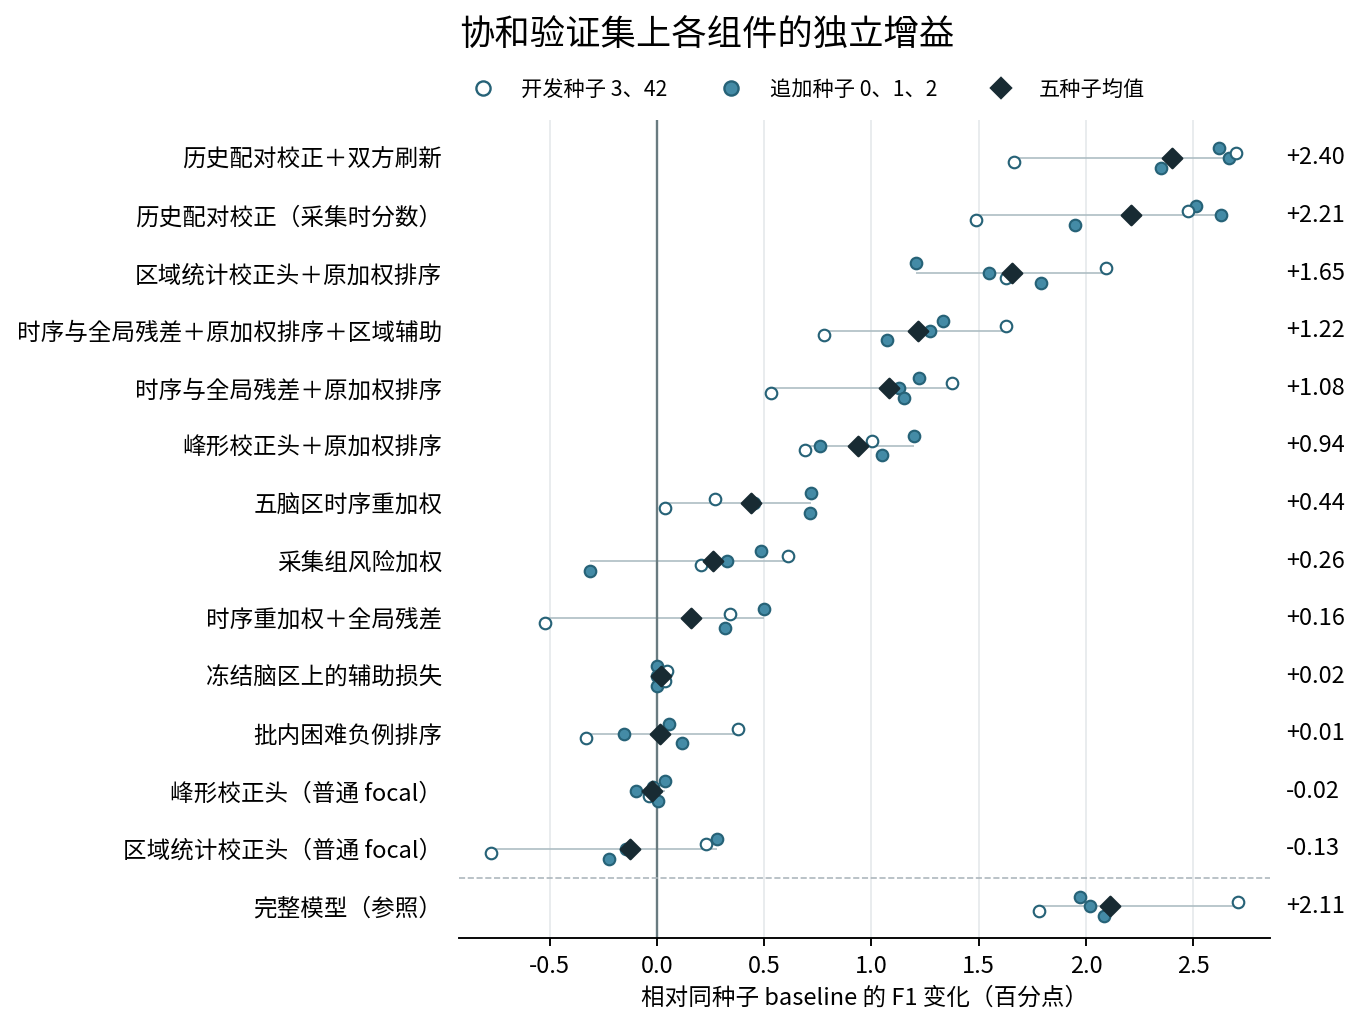 协和验证集上各组件的独立增益
开发种子 3、42 追加种子 0、1、2 五种子均值
历史配对校正＋双方刷新 +2.40
历史配对校正（采集时分数） +2.21
区域统计校正头＋原加权排序 +1.65
时序与全局残差＋原加权排序＋区域辅助 +1.22
时序与全局残差＋原加权排序 +1.08
峰形校正头＋原加权排序 +0.94
五脑区时序重加权 +0.44
采集组风险加权 +0.26
时序重加权＋全局残差 +0.16
冻结脑区上的辅助损失 +0.02
批内困难负例排序 +0.01
峰形校正头（普通 focal） -0.02
区域统计校正头（普通 focal） -0.13
完整模型（参照） +2.11
-0.5 0.0 0.5 1.0 1.5 2.0 2.5
相对同种子 baseline 的 F1 变化（百分点）